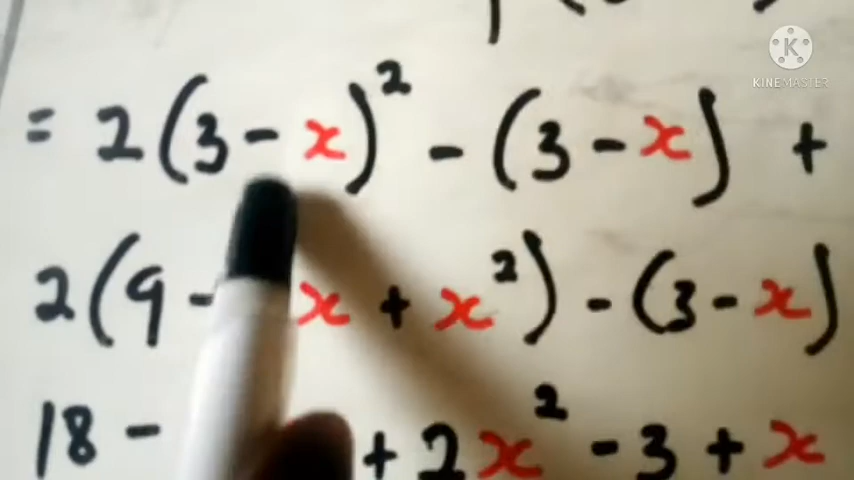 K
KINEMASTER
= 2(3 - x)² - (3 - x) +
2(9 - x + x²) - (3 - x)
18 - + 2x² - 3 + x